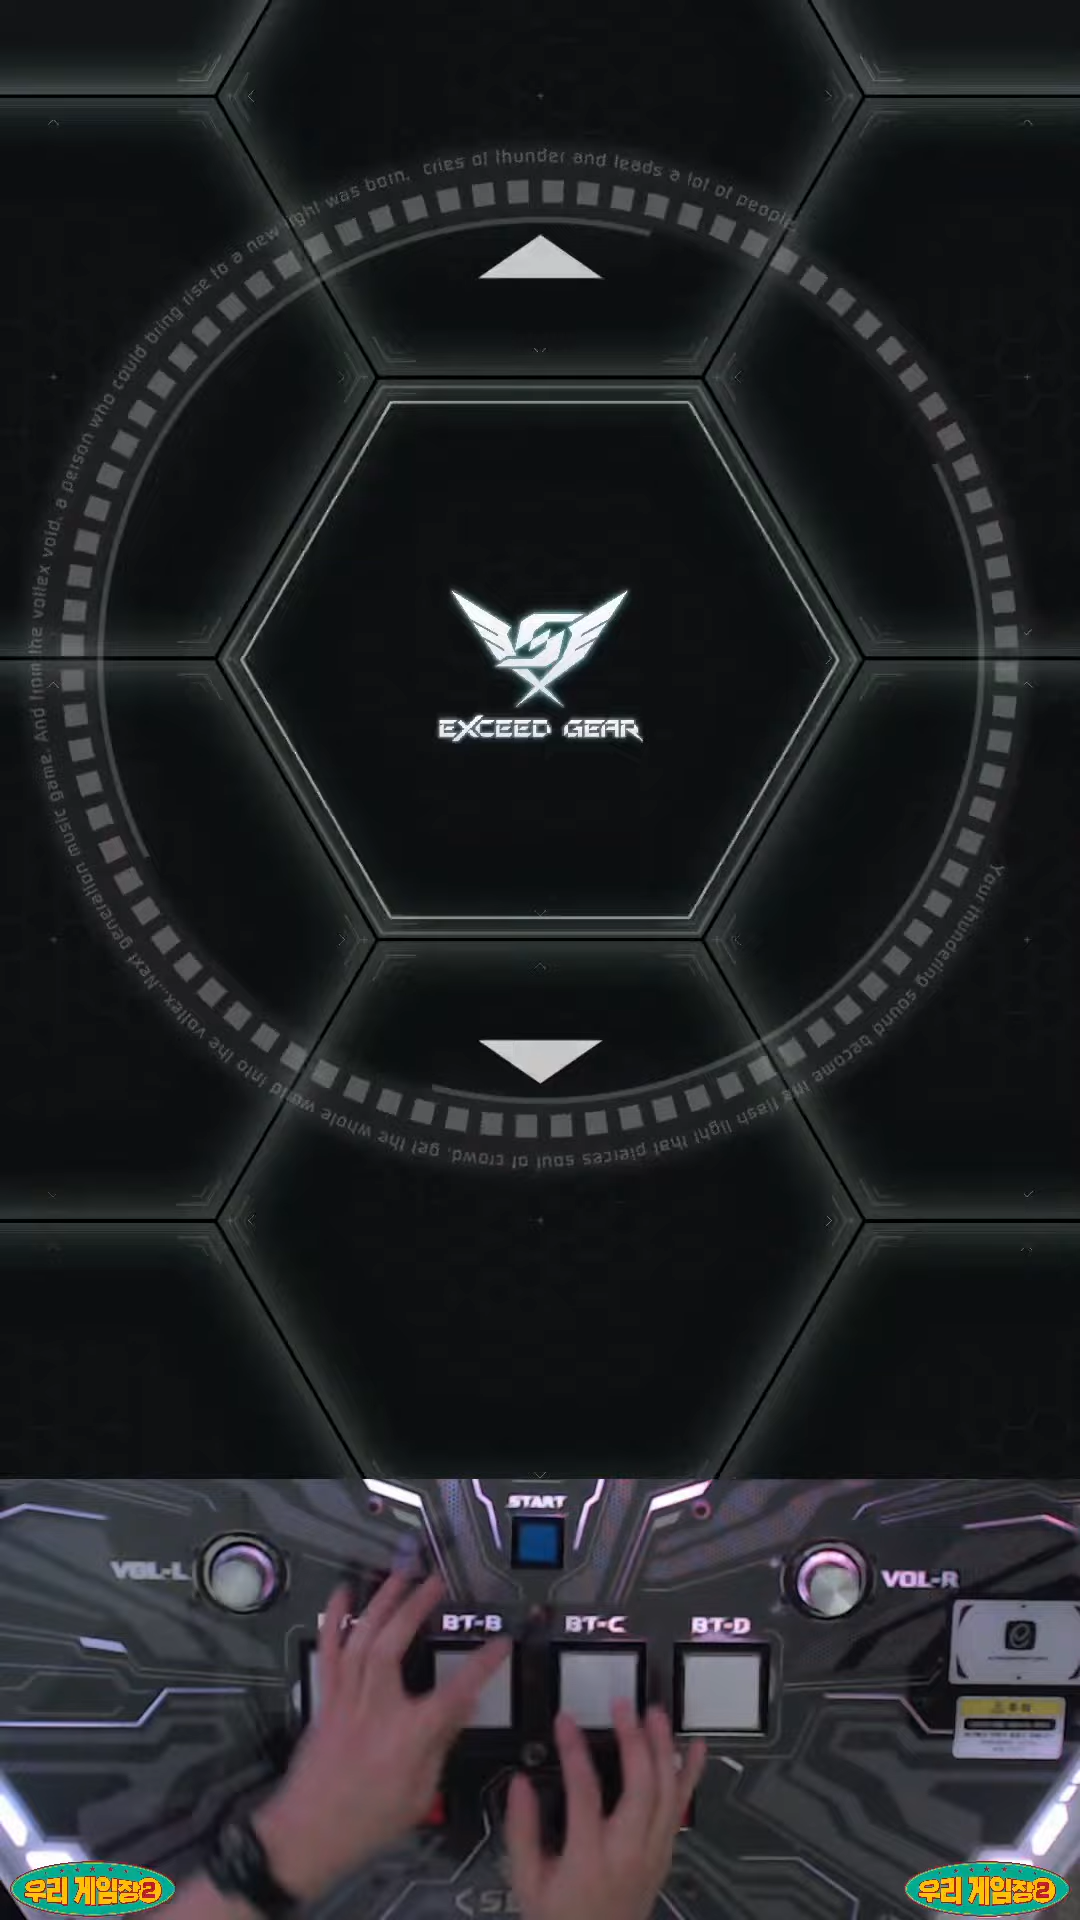 And from the vollex void, a person who could bring rise to a new light was born, cries of thunder and leads a lot of people
Your thundering sound become the flash light that pierces soul of crowd, get the whole world into the vollex...Next generation music game.
EXCEED GEAR
START
VOL-L
VOL-R
BT-B
BT-C
BT-D
우리 게임장2
우리 게임장2